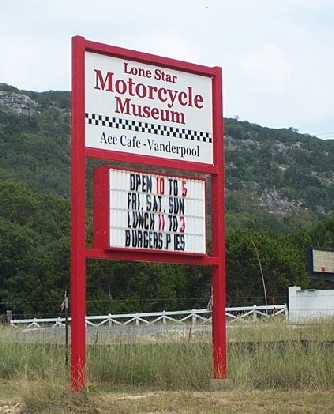 Lone Star
Motorcycle
Museum
Ace Cafe - Vanderpool
OPEN 10 TO 5
FRI. SAT. SUN
LUNCH 11 TO 3
BURGERS PIES